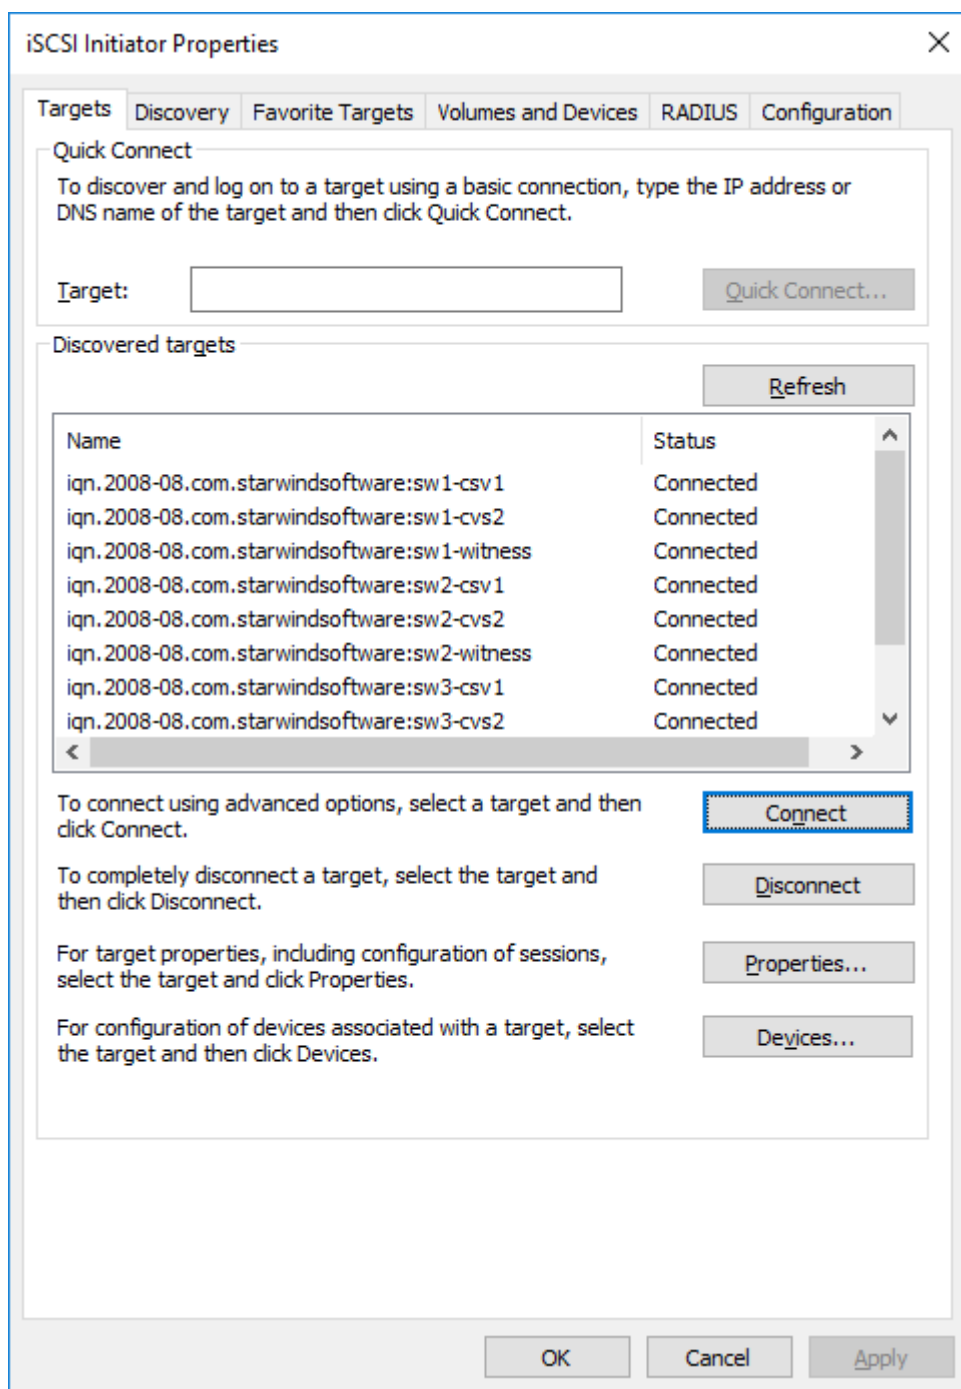 iSCSI Initiator Properties
Targets Discovery Favorite Targets Volumes and Devices RADIUS Configuration
Quick Connect
To discover and log on to a target using a basic connection, type the IP address or
DNS name of the target and then click Quick Connect.
Target: Quick Connect...
Discovered targets
Refresh
Name Status
iqn.2008-08.com.starwindsoftware:sw1-csv1 Connected
iqn.2008-08.com.starwindsoftware:sw1-cvs2 Connected
iqn.2008-08.com.starwindsoftware:sw1-witness Connected
iqn.2008-08.com.starwindsoftware:sw2-csv1 Connected
iqn.2008-08.com.starwindsoftware:sw2-cvs2 Connected
iqn.2008-08.com.starwindsoftware:sw2-witness Connected
iqn.2008-08.com.starwindsoftware:sw3-csv1 Connected
iqn.2008-08.com.starwindsoftware:sw3-cvs2 Connected
To connect using advanced options, select a target and then
click Connect.
Connect
To completely disconnect a target, select the target and
then click Disconnect.
Disconnect
For target properties, including configuration of sessions,
select the target and click Properties.
Properties...
For configuration of devices associated with a target, select
the target and then click Devices.
Devices...
OK Cancel Apply